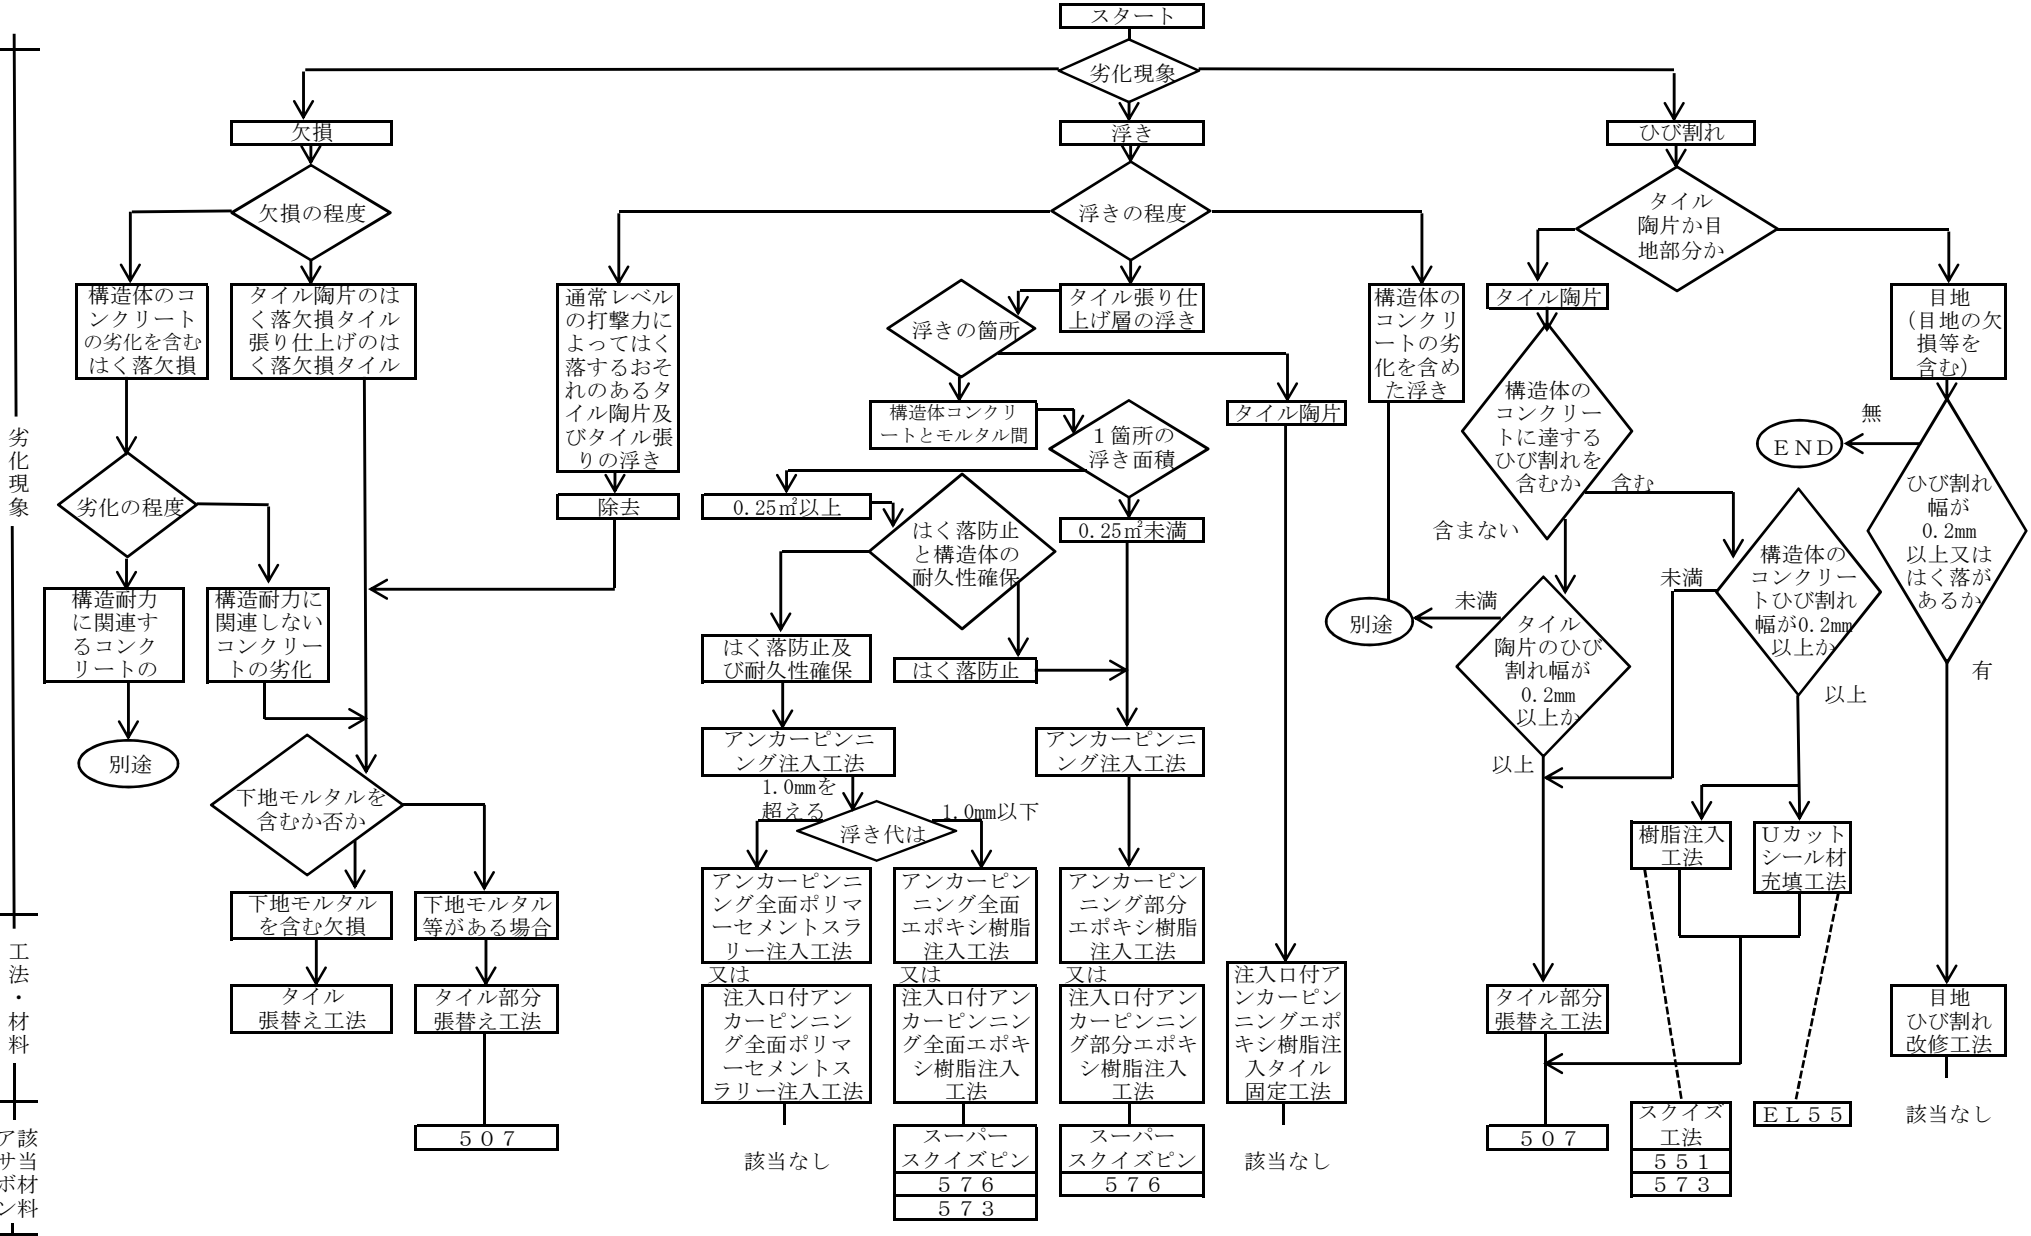 スタート
劣化現象
欠損
浮き
ひび割れ
欠損の程度
浮きの程度
タイル
陶片か目
地部分か
構造体のコ
ンクリート
の劣化を含む
はく落欠損
タイル陶片のは
く落欠損タイル
張り仕上げのは
く落欠損タイル
通常レベル
の打撃力に
よってはく
落するおそ
れのあるタ
イル陶片及
びタイル張
りの浮き
浮きの箇所
タイル張り仕
上げ層の浮き
構造体の
コンクリ
ートの劣
化を含め
た浮き
タイル陶片
目地
（目地の欠
損等を
含む）
構造体コンクリ
ートとモルタル間
１箇所の
浮き面積
タイル陶片
構造体の
コンクリー
トに達する
ひび割れを
含むか
含む
含まない
無
ＥＮＤ
劣化の程度
除去
0.25㎡以上
0.25㎡未満
はく落防止
と構造体の
耐久性確保
構造体の
コンクリー
トひび割れ
幅が0.2mm
以上か
未満
以上
ひび割れ
幅が
0.2mm
以上又は
はく落が
あるか
有
構造耐力
に関連す
るコンク
リートの
構造耐力に
関連しない
コンクリー
トの劣化
別途
未満
タイル
陶片のひび
割れ幅が
0.2mm
以上か
以上
はく落防止及
び耐久性確保
はく落防止
別途
アンカーピンニ
ング注入工法
アンカーピンニ
ング注入工法
下地モルタルを
含むか否か
1.0mmを
超える
浮き代は
1.0mm以下
樹脂注入
工法
Ｕカット
シール材
充填工法
下地モルタル
を含む欠損
下地モルタル
等がある場合
アンカーピンニ
ング全面ポリマ
ーセメントスラ
リー注入工法
アンカーピン
ニング全面
エポキシ樹脂
注入工法
アンカーピン
ニング部分
エポキシ樹脂
注入工法
又は
又は
又は
タイル
張替え工法
タイル部分
張替え工法
注入口付アン
カーピンニン
グ全面ポリマ
ーセメントス
ラリー注入工法
注入口付アン
カーピンニン
グ全面エポキ
シ樹脂注入
工法
注入口付アン
カーピンニン
グ部分エポキ
シ樹脂注入
工法
注入口付ア
ンカーピン
ニングエポ
キシ樹脂注
入タイル
固定工法
タイル部分
張替え工法
目地
ひび割れ
改修工法
５０７
該当なし
スーパー
スクイズピン
５７６
５７３
スーパー
スクイズピン
５７６
該当なし
５０７
スクイズ
工法
５５１
５７３
ＥＬ５５
該当なし
劣化現象
工法・材料
該当材料
アサボン